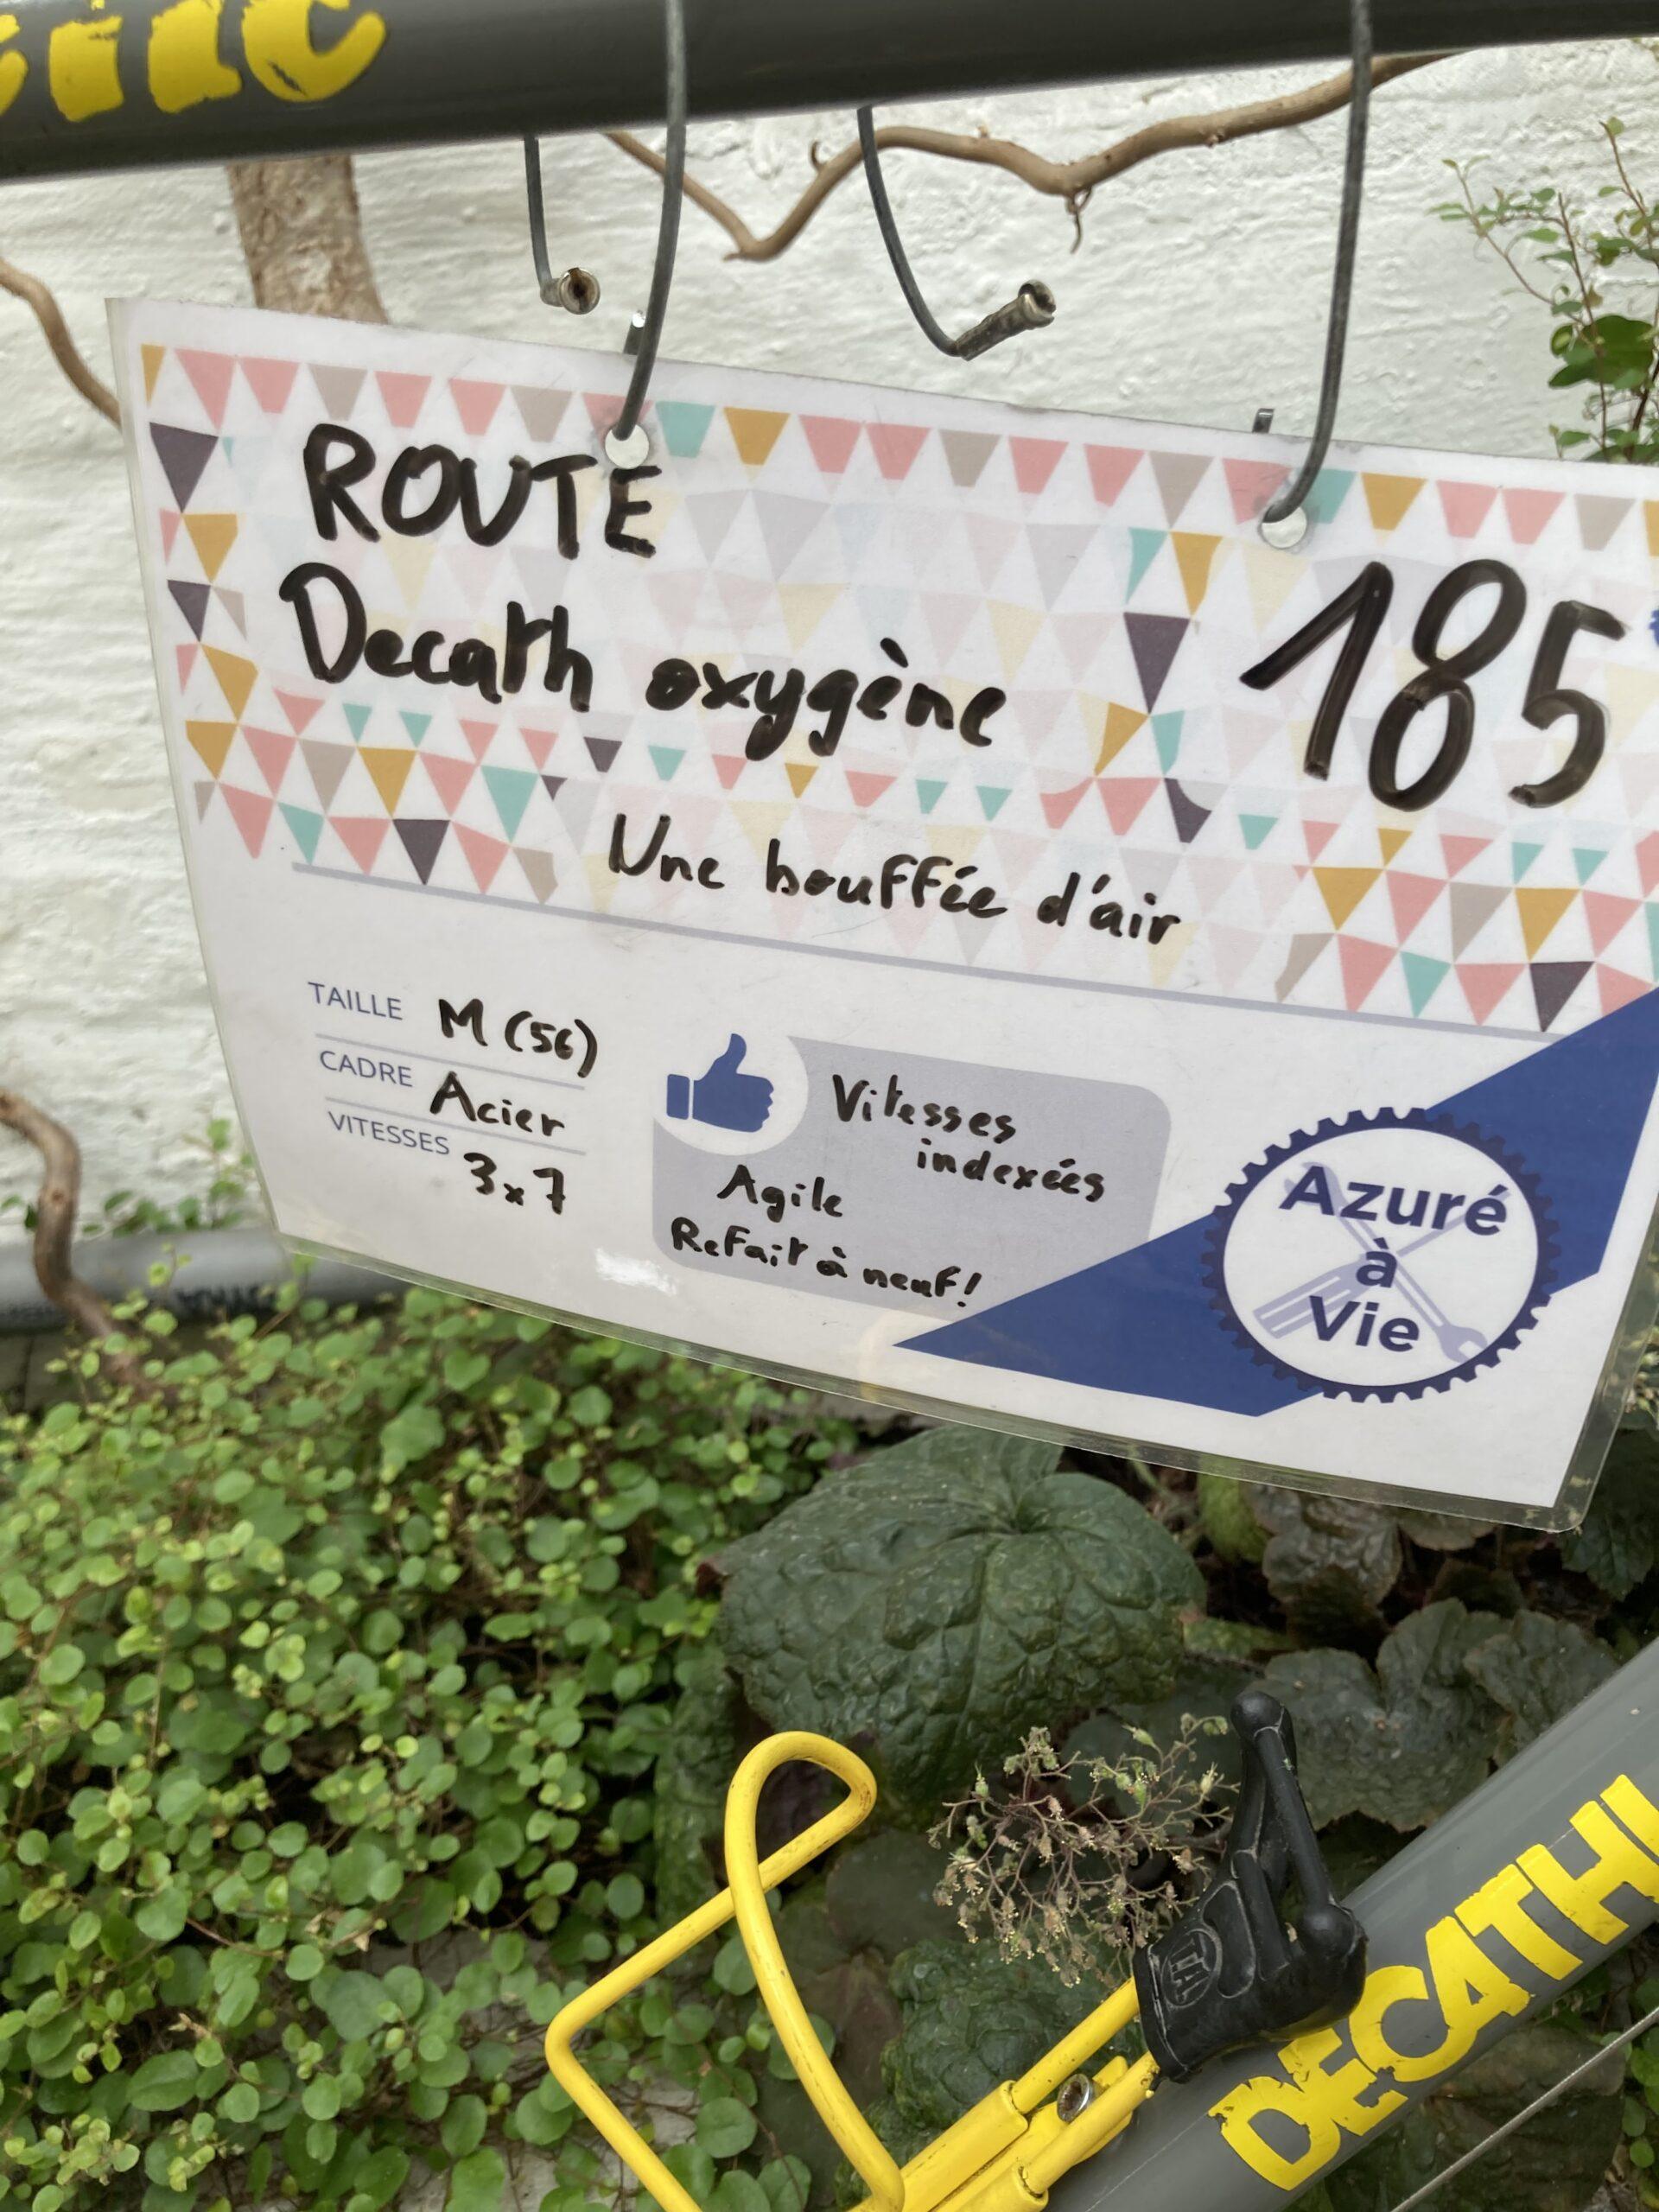 ROUTE
Decath oxygène
185
Une bouffée d'air
TAILLE M (56)
CADRE Acier
VITESSES 3x7
Vitesses
indexées
Agile
Refait à neuf!
Azuré
à
Vie
DECATHL